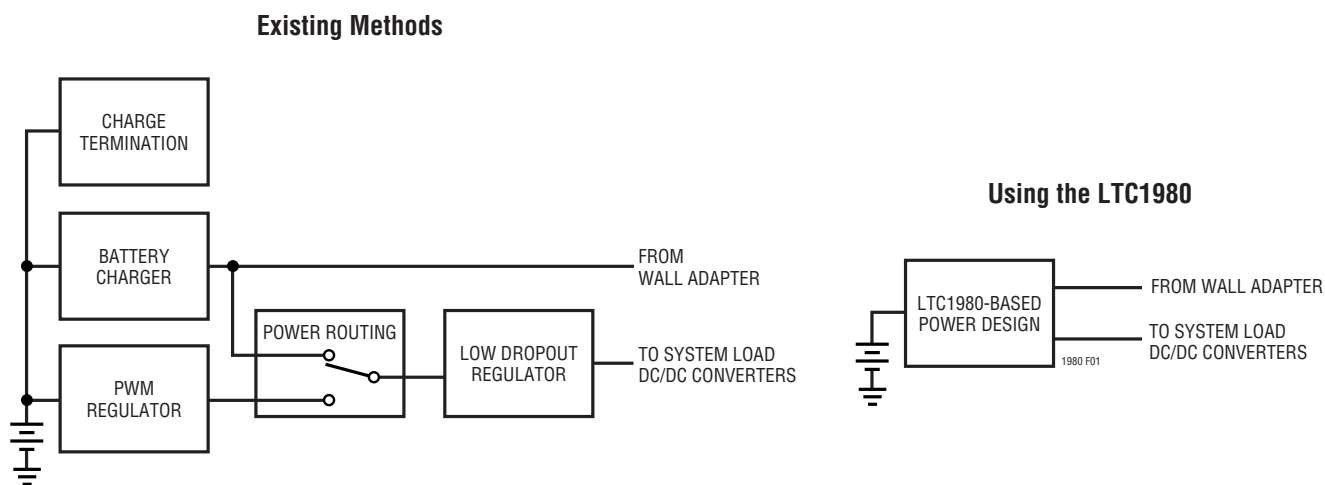 Existing Methods
CHARGE
TERMINATION
BATTERY
CHARGER
FROM
WALL ADAPTER
POWER ROUTING
LOW DROPOUT
REGULATOR
TO SYSTEM LOAD
DC/DC CONVERTERS
PWM
REGULATOR
Using the LTC1980
LTC1980-BASED
POWER DESIGN
FROM WALL ADAPTER
TO SYSTEM LOAD
DC/DC CONVERTERS
1980 F01